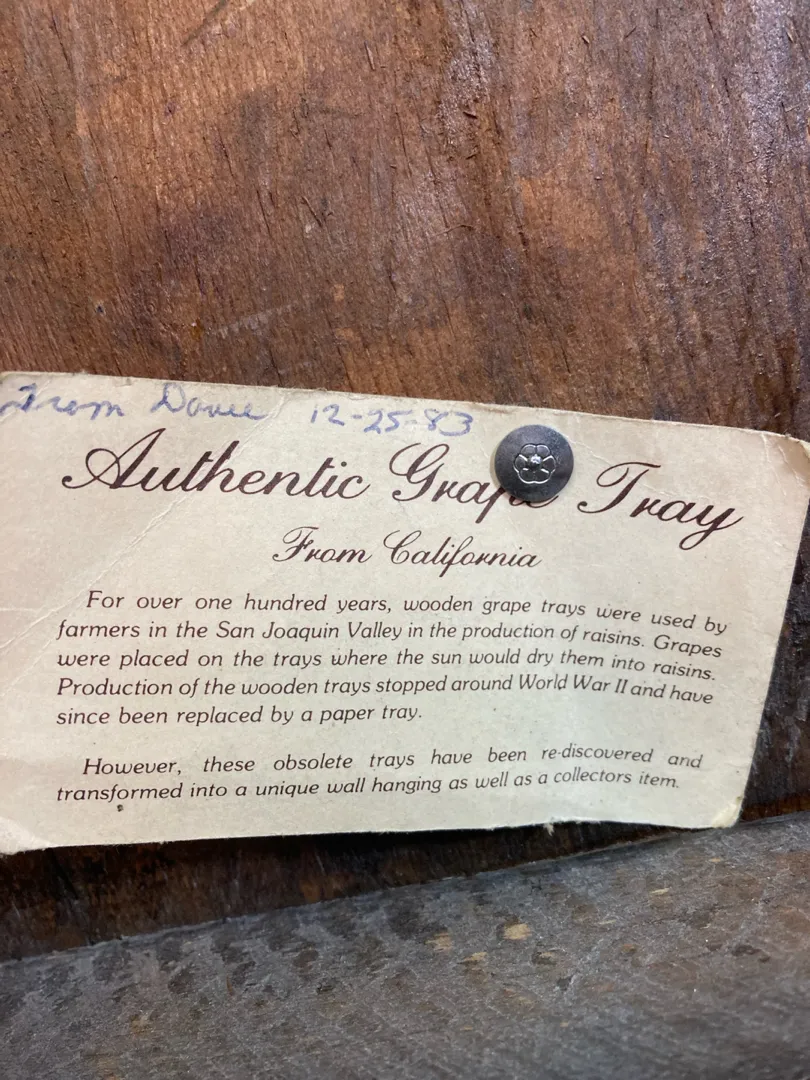 From 12-25-83
Authentic Grape Tray
From California
For over one hundred years, wooden grape trays were used by
farmers in the San Joaquin Valley in the production of raisins. Grapes
were placed on the trays where the sun would dry them into raisins.
Production of the wooden trays stopped around World War II and have
since been replaced by a paper tray.
However, these obsolete trays have been re-discovered and
transformed into a unique wall hanging as well as a collectors item.